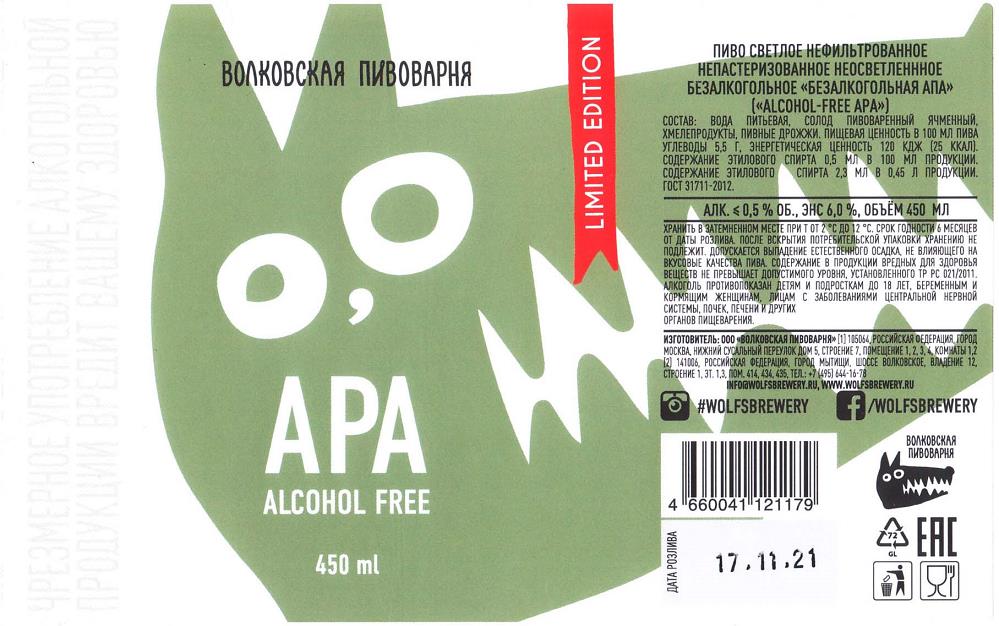 ЧРЕЗМЕРНОЕ УПОТРЕБЛЕНИЕ АЛКОГОЛЬНОЙ
ПРОДУКЦИИ ВРЕДИТ ВАШЕМУ ЗДОРОВЬЮ
ВОЛКОВСКАЯ ПИВОВАРНЯ
APA
ALCOHOL FREE
450 ml
LIMITED EDITION
ПИВО СВЕТЛОЕ НЕФИЛЬТРОВАННОЕ
НЕПАСТЕРИЗОВАННОЕ НЕОСВЕТЛЕНННОЕ
БЕЗАЛКОГОЛЬНОЕ «БЕЗАЛКОГОЛЬНАЯ АПА»
(«ALCOHOL-FREE APA»)
СОСТАВ: ВОДА ПИТЬЕВАЯ, СОЛОД ПИВОВАРЕННЫЙ ЯЧМЕННЫЙ,
ХМЕЛЕПРОДУКТЫ, ПИВНЫЕ ДРОЖЖИ. ПИЩЕВАЯ ЦЕННОСТЬ В 100 МЛ ПИВА
УГЛЕВОДЫ 5,5 Г, ЭНЕРГЕТИЧЕСКАЯ ЦЕННОСТЬ 120 КДЖ (25 ККАЛ).
СОДЕРЖАНИЕ ЭТИЛОВОГО СПИРТА 0,5 МЛ В 100 МЛ ПРОДУКЦИИ.
СОДЕРЖАНИЕ ЭТИЛОВОГО СПИРТА 2,3 МЛ В 0,45 Л ПРОДУКЦИИ.
ГОСТ 31711-2012.
АЛК. ≤ 0,5 % ОБ., ЭНС 6,0 %, ОБЪЁМ 450 МЛ
ХРАНИТЬ В ЗАТЕМНЕННОМ МЕСТЕ ПРИ Т ОТ 2 °С ДО 12 °С. СРОК ГОДНОСТИ 6 МЕСЯЦЕВ
ОТ ДАТЫ РОЗЛИВА. ПОСЛЕ ВСКРЫТИЯ ПОТРЕБИТЕЛЬСКОЙ УПАКОВКИ ХРАНЕНИЮ НЕ
ПОДЛЕЖИТ. ДОПУСКАЕТСЯ ВЫПАДЕНИЕ ЕСТЕСТВЕННОГО ОСАДКА, НЕ ВЛИЯЮЩЕГО НА
ВКУСОВЫЕ КАЧЕСТВА ПИВА. СОДЕРЖАНИЕ В ПРОДУКЦИИ ВРЕДНЫХ ДЛЯ ЗДОРОВЬЯ
ВЕЩЕСТВ НЕ ПРЕВЫШАЕТ ДОПУСТИМОГО УРОВНЯ, УСТАНОВЛЕННОГО ТР РС 021/2011.
АЛКОГОЛЬ ПРОТИВОПОКАЗАН ДЕТЯМ И ПОДРОСТКАМ ДО 18 ЛЕТ, БЕРЕМЕННЫМ И
КОРМЯЩИМ ЖЕНЩИНАМ, ЛИЦАМ С ЗАБОЛЕВАНИЯМИ ЦЕНТРАЛЬНОЙ НЕРВНОЙ
СИСТЕМЫ, ПОЧЕК, ПЕЧЕНИ И ДРУГИХ
ОРГАНОВ ПИЩЕВАРЕНИЯ.
ИЗГОТОВИТЕЛЬ: ООО «ВОЛКОВСКАЯ ПИВОВАРНЯ» [1] 105064, РОССИЙСКАЯ ФЕДЕРАЦИЯ, ГОРОД
МОСКВА, НИЖНИЙ СУСАЛЬНЫЙ ПЕРЕУЛОК ДОМ 5, СТРОЕНИЕ 7, ПОМЕЩЕНИЕ 1, 2, 3, 4, КОМНАТЫ 1,2
[2] 141006, РОССИЙСКАЯ ФЕДЕРАЦИЯ, ГОРОД МЫТИЩИ, ШОССЕ ВОЛКОВСКОЕ, ВЛАДЕНИЕ 12,
СТРОЕНИЕ 1, ЭТ. 1,3, ПОМ. 414, 434, 435, ТЕЛ.: +7 (495) 644-16-78
INFO@WOLFSBREWERY.RU, WWW.WOLFSBREWERY.RU
#WOLFSBREWERY
/WOLFSBREWERY
4 660041 121179
ВОЛКОВСКАЯ
ПИВОВАРНЯ
72
GL
EAC
ДАТА РОЗЛИВА
17.11.21